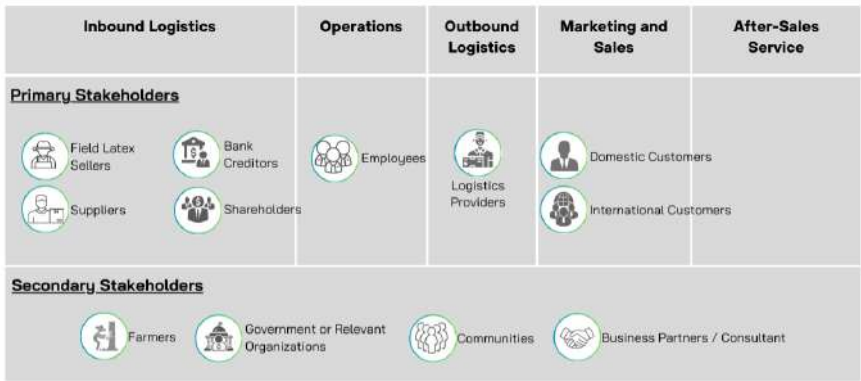 Inbound Logistics
Operations
Outbound
Logistics
Marketing and
Sales
After-Sales
Service
Primary Stakeholders
Field Latex
Sellers
Bank
Creditors
Employees
Logistics
Providers
Domestic Customers
Suppliers
Shareholders
International Customers
Secondary Stakeholders
Farmers
Government or Relevant
Organizations
Communities
Business Partners / Consultant